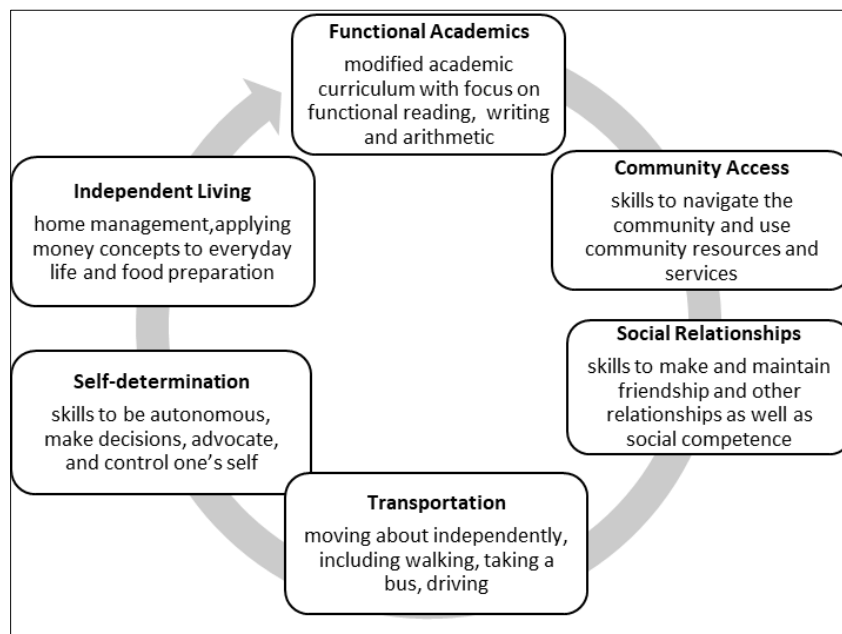 Functional Academics
modified academic
curriculum with focus on
functional reading,  writing
and arithmetic
Community Access
skills to navigate the
community and use
community resources and
services
Social Relationships
skills to make and maintain
friendship and other
relationships as well as
social competence
Transportation
moving about independently,
including walking, taking a
bus, driving
Self-determination
skills to be autonomous,
make decisions, advocate,
and control one's self
Independent Living
home management,applying
money concepts to everyday
life and food preparation